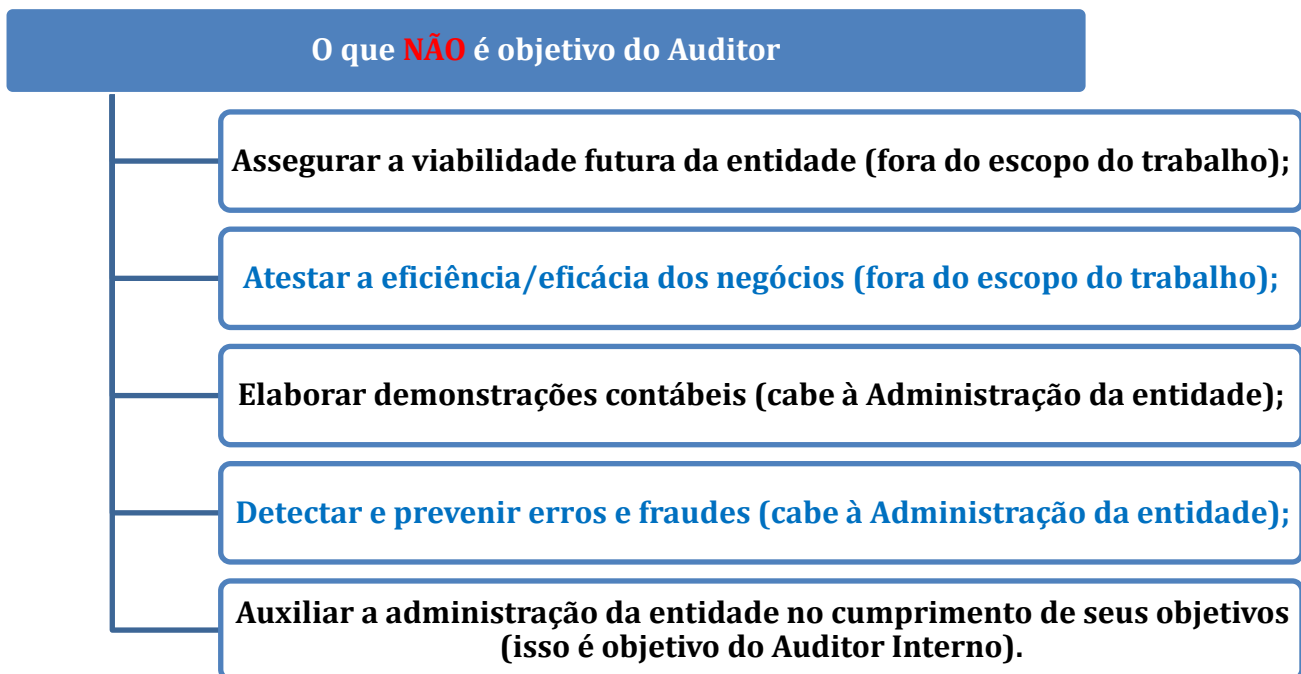 O que NÃO é objetivo do Auditor
Assegurar a viabilidade futura da entidade (fora do escopo do trabalho);
Atestar a eficiência/eficácia dos negócios (fora do escopo do trabalho);
Elaborar demonstrações contábeis (cabe à Administração da entidade);
Detectar e prevenir erros e fraudes (cabe à Administração da entidade);
Auxiliar a administração da entidade no cumprimento de seus objetivos
(isso é objetivo do Auditor Interno).